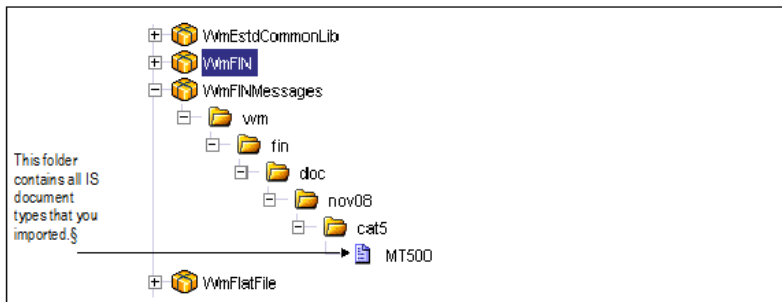 WmEstdCommonLib
WmFIN
WmFINMessages
wm
fin
doc
nov08
cat5
MT500
WmFlatFile
This folder
contains all IS
document
types that you
imported.§